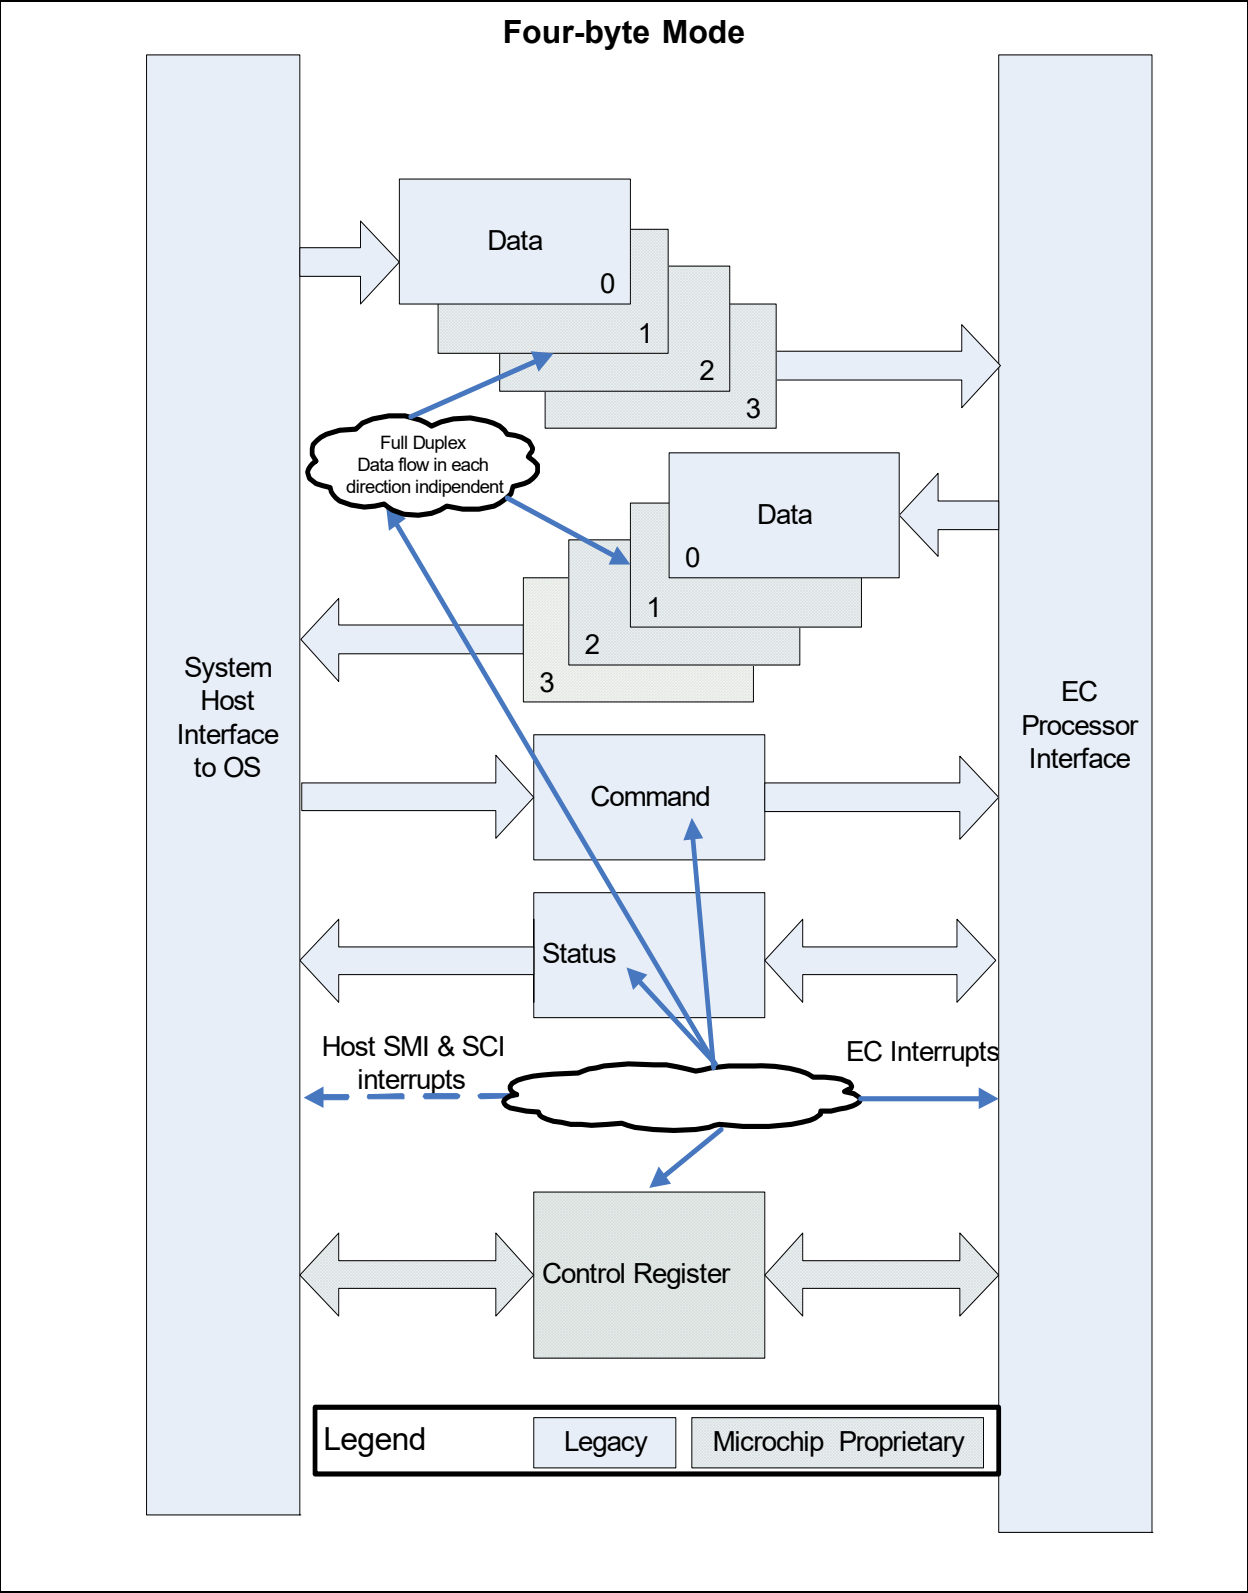 Four-byte Mode
Data
0
1
2
3
Full Duplex
Data flow in each
direction indipendent
Data
0
1
2
3
System
Host
Interface
to OS
EC
Processor
Interface
Command
Status
Host SMI & SCI
interrupts
EC Interrupts
Control Register
Legend
Legacy
Microchip Proprietary